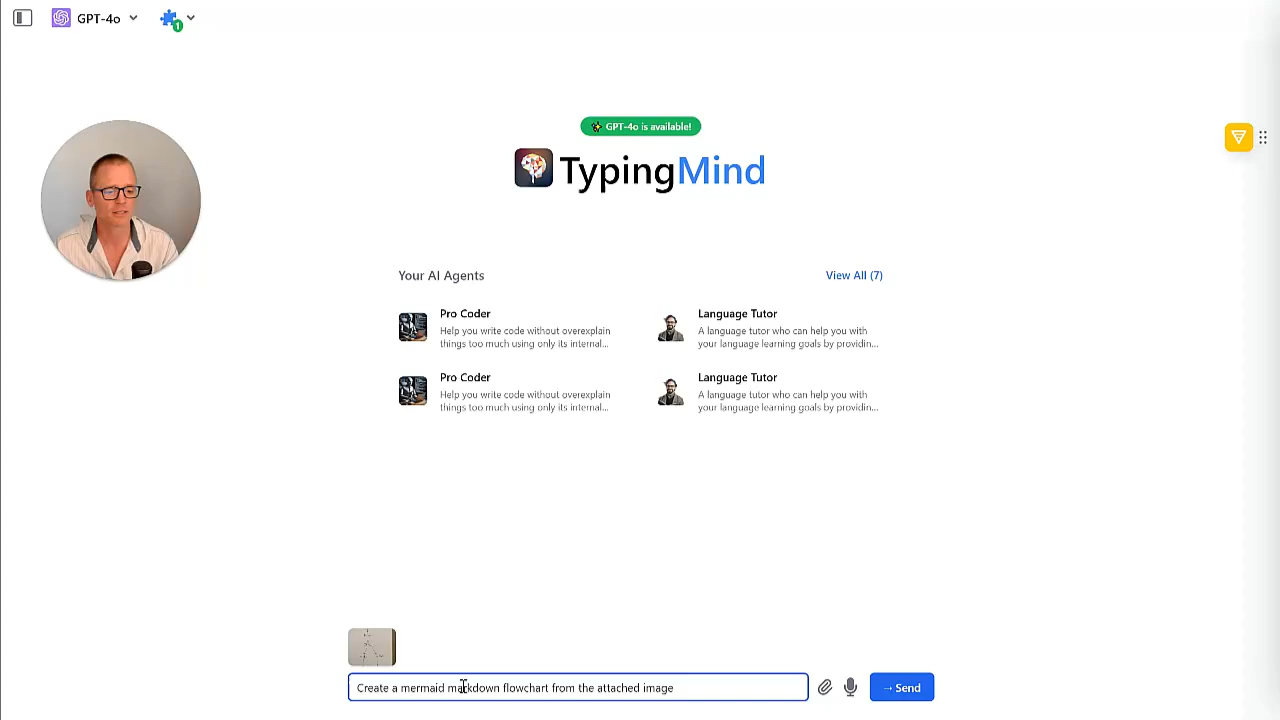 GPT-4o
1
GPT-4o is available!
TypingMind
Your AI Agents
View All (7)
Pro Coder
Help you write code without overexplain
things too much using only its internal...
Language Tutor
A language tutor who can help you with
your language learning goals by providin...
Pro Coder
Help you write code without overexplain
things too much using only its internal...
Language Tutor
A language tutor who can help you with
your language learning goals by providin...
Create a mermaid markdown flowchart from the attached image
→ Send